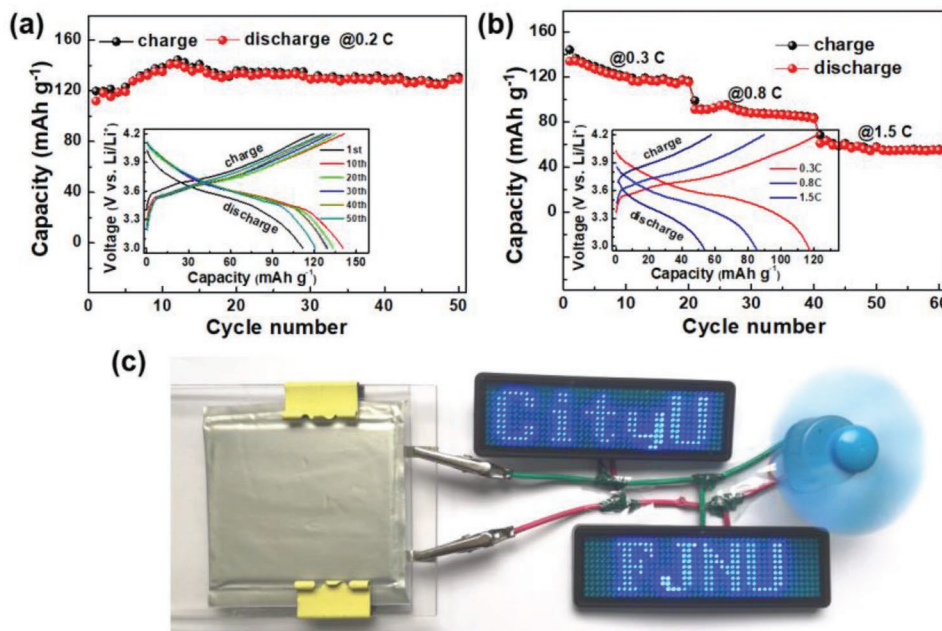 (a)
charge discharge @0.2 C
Capacity (mAh g⁻¹)
160
120
80
40
0
Voltage (V vs. Li/Li⁺)
4.2
3.9
3.6
3.3
3.0
charge
discharge
1st
10th
20th
30th
40th
50th
0 30 60 90 120 150
Capacity (mAh g⁻¹)
0 10 20 30 40 50
Cycle number
(b)
charge
discharge
@0.3 C
@0.8 C
@1.5 C
Capacity (mAh g⁻¹)
160
120
80
40
0
Voltage (V vs. Li/Li⁺)
4.2
3.9
3.6
3.3
3.0
charge
discharge
0.3C
0.8C
1.5C
0 30 60 90 120
Capacity (mAh g⁻¹)
0 10 20 30 40 50 60
Cycle number
(c)
CityU
FJNU